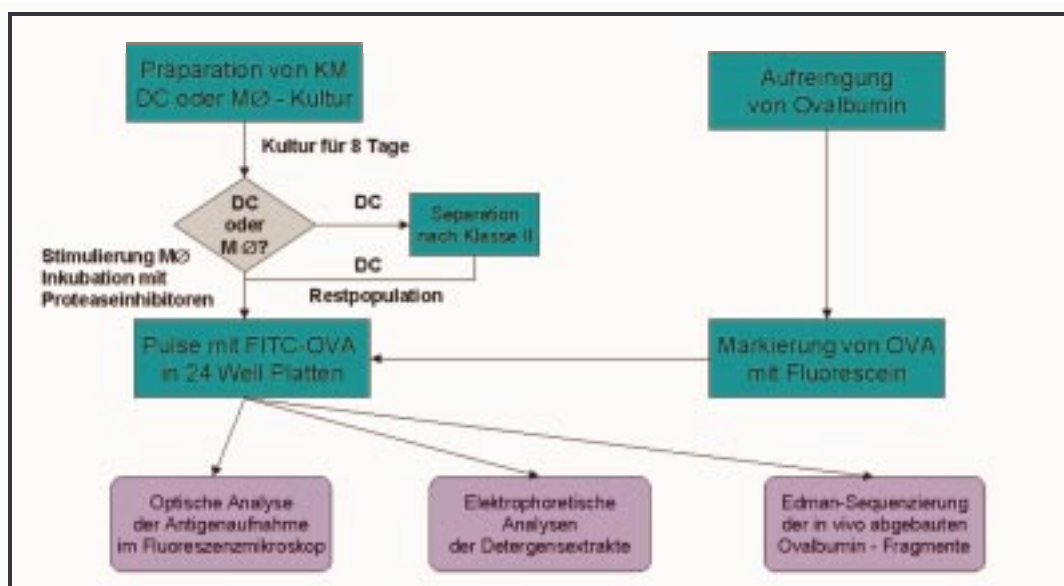 Präparation von KM
DC oder MØ - Kultur
Aufreinigung
von Ovalbumin
Kultur für 8 Tage
DC
oder
M Ø?
DC
Separation
nach Klasse II
Stimulierung MØ
Inkubation mit
Proteaseinhibitoren
DC
Restpopulation
Pulse mit FITC-OVA
in 24 Well Platten
Markierung von OVA
mit Fluorescein
Optische Analyse
der Antigenaufnahme
im Fluoreszenzmikroskop
Elektrophoretische
Analysen
der Detergensextrakte
Edman-Sequenzierung
der in vivo abgebauten
Ovalbumin - Fragmente